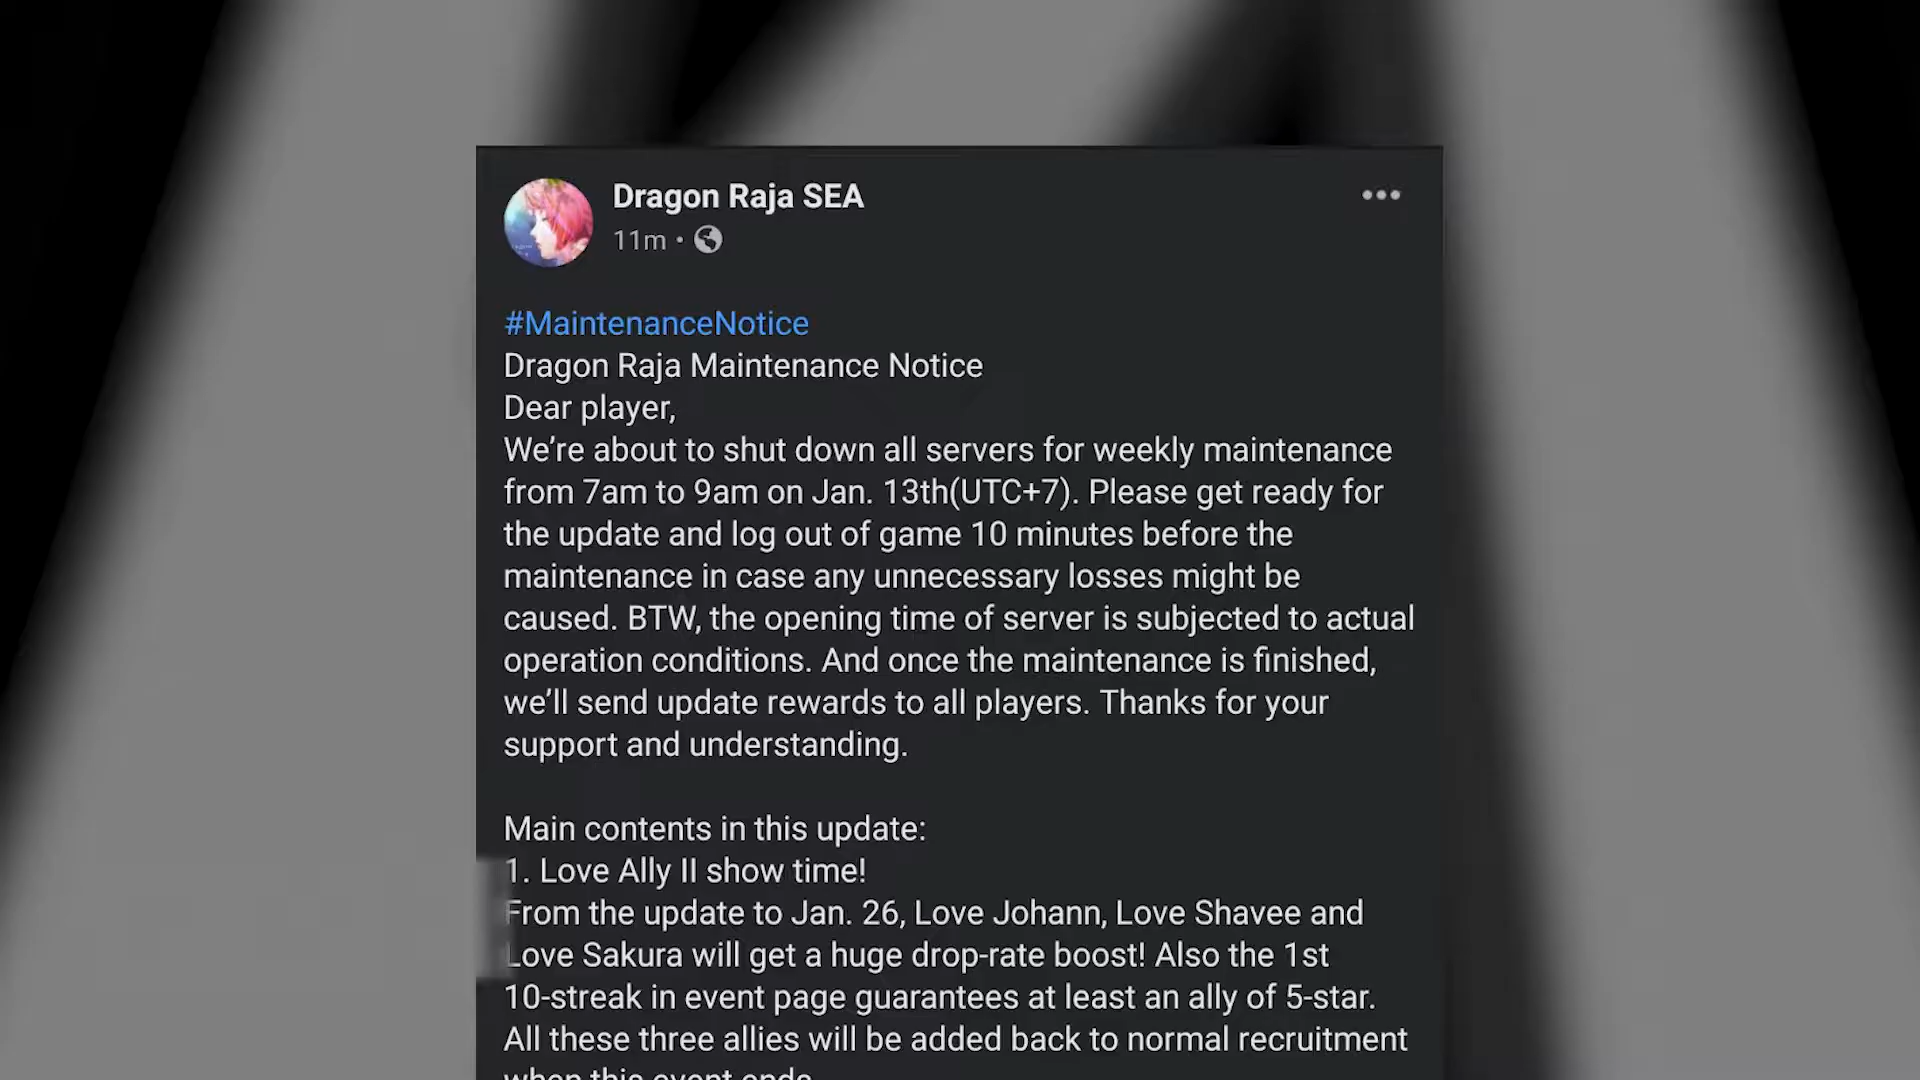 Dragon Raja SEA
11m •
#MaintenanceNotice
Dragon Raja Maintenance Notice
Dear player,
We're about to shut down all servers for weekly maintenance
from 7am to 9am on Jan. 13th(UTC+7). Please get ready for
the update and log out of game 10 minutes before the
maintenance in case any unnecessary losses might be
caused. BTW, the opening time of server is subjected to actual
operation conditions. And once the maintenance is finished,
we'll send update rewards to all players. Thanks for your
support and understanding.
Main contents in this update:
1. Love Ally II show time!
From the update to Jan. 26, Love Johann, Love Shavee and
Love Sakura will get a huge drop-rate boost! Also the 1st
10-streak in event page guarantees at least an ally of 5-star.
All these three allies will be added back to normal recruitment
when this event ends